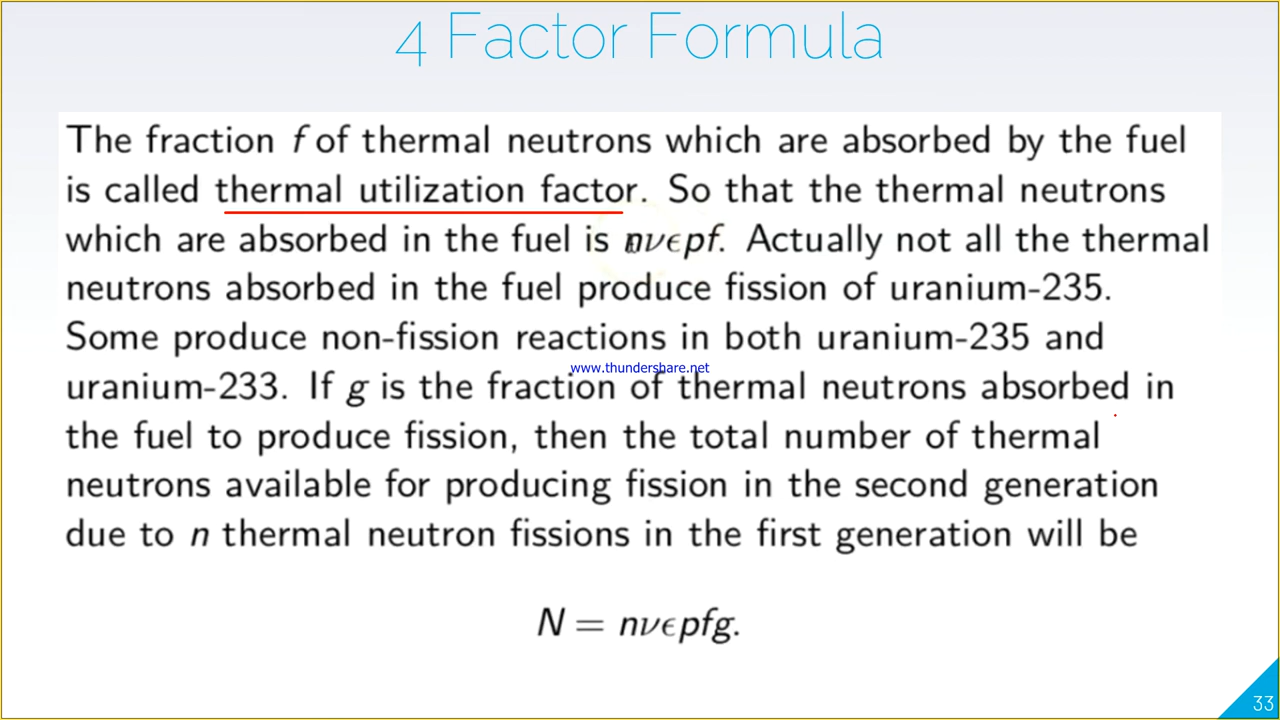 4 Factor Formula
The fraction f of thermal neutrons which are absorbed by the fuel
is called thermal utilization factor. So that the thermal neutrons
which are absorbed in the fuel is nνϵpf. Actually not all the thermal
neutrons absorbed in the fuel produce fission of uranium-235.
Some produce non-fission reactions in both uranium-235 and
www.thundershare.net
uranium-233. If g is the fraction of thermal neutrons absorbed in
the fuel to produce fission, then the total number of thermal
neutrons available for producing fission in the second generation
due to n thermal neutron fissions in the first generation will be
N = nνϵpfg.
33